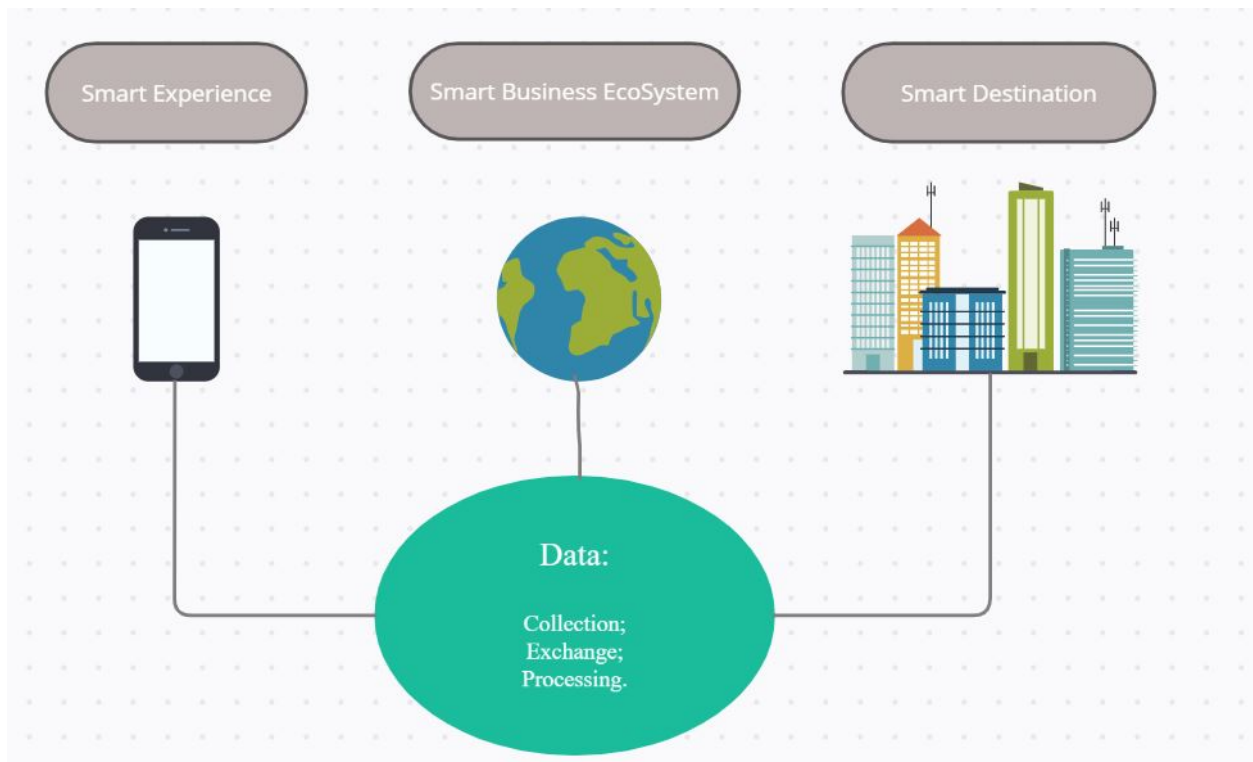 Smart Experience
Smart Business EcoSystem
Smart Destination
Data:
Collection;
Exchange;
Processing.